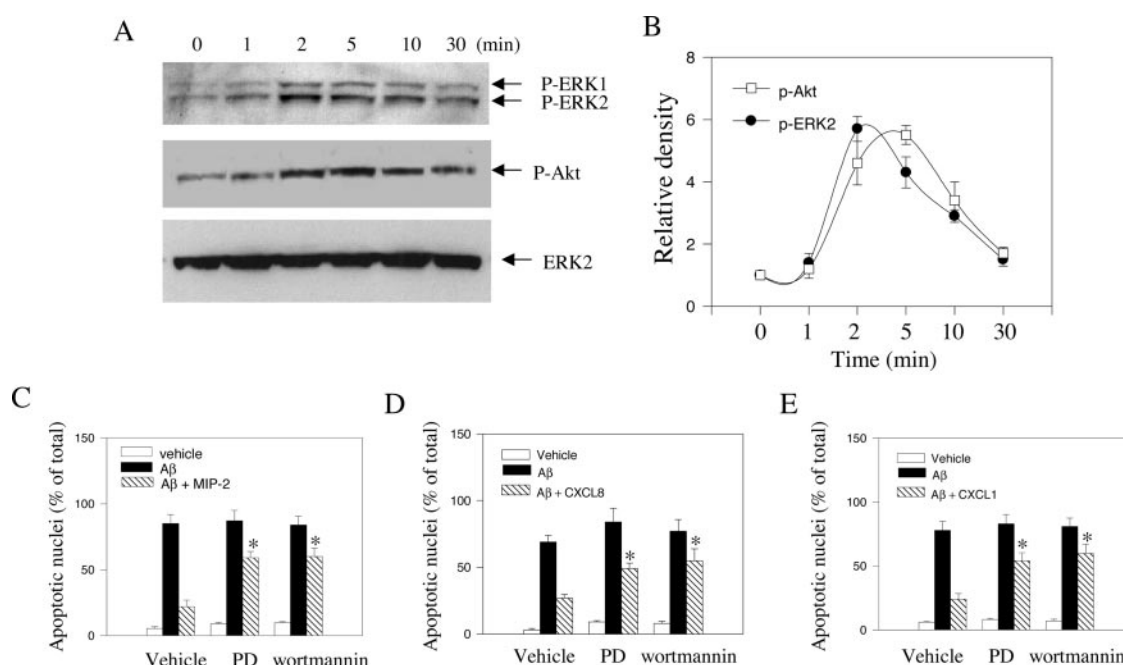 A
0 1 2 5 10 30 (min)
P-ERK1
P-ERK2
P-Akt
ERK2
B
Relative density
8
6
4
2
0
p-Akt
p-ERK2
0 1 2 5 10 30
Time (min)
C
Apoptotic nuclei (% of total)
150
100
50
0
vehicle
Aβ
Aβ + MIP-2
* *
Vehicle PD wortmannin
D
Apoptotic nuclei (% of total)
150
100
50
0
Vehicle
Aβ
Aβ + CXCL8
* *
Vehicle PD wortmannin
E
Apoptotic nuclei (% of total)
150
100
50
0
Vehicle
Aβ
Aβ + CXCL1
* *
Vehicle PD wortmannin